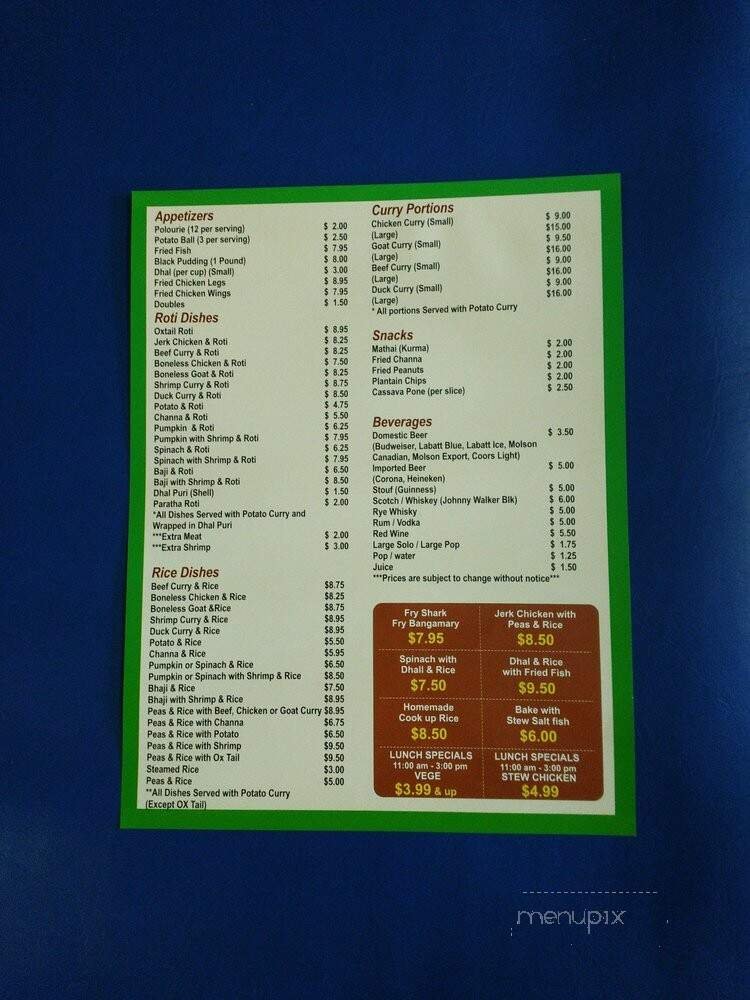 Appetizers
Polourie (12 per serving) $ 2.00
Potato Ball (3 per serving) $ 2.50
Fried Fish $ 7.95
Black Pudding (1 Pound) $ 8.00
Dhal (per cup) (Small) $ 3.00
Fried Chicken Legs $ 8.95
Fried Chicken Wings $ 7.95
Doubles $ 1.50
Roti Dishes
Oxtail Roti $ 8.95
Jerk Chicken & Roti $ 8.25
Beef Curry & Roti $ 8.25
Boneless Chicken & Roti $ 7.50
Boneless Goat & Roti $ 8.25
Shrimp Curry & Roti $ 8.75
Duck Curry & Roti $ 8.50
Potato & Roti $ 4.75
Channa & Roti $ 5.50
Pumpkin & Roti $ 6.25
Pumpkin with Shrimp & Roti $ 7.95
Spinach & Roti $ 6.25
Spinach with Shrimp & Roti $ 7.95
Baji & Roti $ 6.50
Baji with Shrimp & Roti $ 8.50
Dhal Puri (Shell) $ 1.50
Paratha Roti $ 2.00
*All Dishes Served with Potato Curry and
Wrapped in Dhal Puri
***Extra Meat $ 2.00
***Extra Shrimp $ 3.00
Rice Dishes
Beef Curry & Rice $8.75
Boneless Chicken & Rice $8.25
Boneless Goat &Rice $8.75
Shrimp Curry & Rice $8.95
Duck Curry & Rice $8.95
Potato & Rice $5.50
Channa & Rice $5.95
Pumpkin or Spinach & Rice $6.50
Pumpkin or Spinach with Shrimp & Rice $8.50
Bhaji & Rice $7.50
Bhaji with Shrimp & Rice $8.95
Peas & Rice with Beef, Chicken or Goat Curry $8.95
Peas & Rice with Channa $6.75
Peas & Rice with Potato $6.50
Peas & Rice with Shrimp $9.50
Peas & Rice with Ox Tail $9.50
Steamed Rice $3.00
Peas & Rice $5.00
**All Dishes Served with Potato Curry
(Except OX Tail)
Curry Portions
Chicken Curry (Small) $ 9.00
(Large) $15.00
Goat Curry (Small) $ 9.50
(Large) $16.00
Beef Curry (Small) $ 9.00
(Large) $16.00
Duck Curry (Small) $ 9.00
(Large) $16.00
* All portions Served with Potato Curry
Snacks
Mathai (Kurma) $ 2.00
Fried Channa $ 2.00
Fried Peanuts $ 2.00
Plantain Chips $ 2.00
Cassava Pone (per slice) $ 2.50
Beverages
Domestic Beer $ 3.50
(Budweiser, Labatt Blue, Labatt Ice, Molson
Canadian, Molson Export, Coors Light)
Imported Beer $ 5.00
(Corona, Heineken)
Stouf (Guinness) $ 5.00
Scotch / Whiskey (Johnny Walker Blk) $ 6.00
Rye Whisky $ 5.00
Rum / Vodka $ 5.00
Red Wine $ 5.50
Large Solo / Large Pop $ 1.75
Pop / water $ 1.25
Juice $ 1.50
***Prices are subject to change without notice***
Fry Shark
Fry Bangamary
$7.95
Jerk Chicken with
Peas & Rice
$8.50
Spinach with
Dhall & Rice
$7.50
Dhal & Rice
with Fried Fish
$9.50
Homemade
Cook up Rice
$8.50
Bake with
Stew Salt fish
$6.00
LUNCH SPECIALS
11:00 am - 3:00 pm
VEGE
$3.99 & up
LUNCH SPECIALS
11:00 am - 3:00 pm
STEW CHICKEN
$4.99
menupix